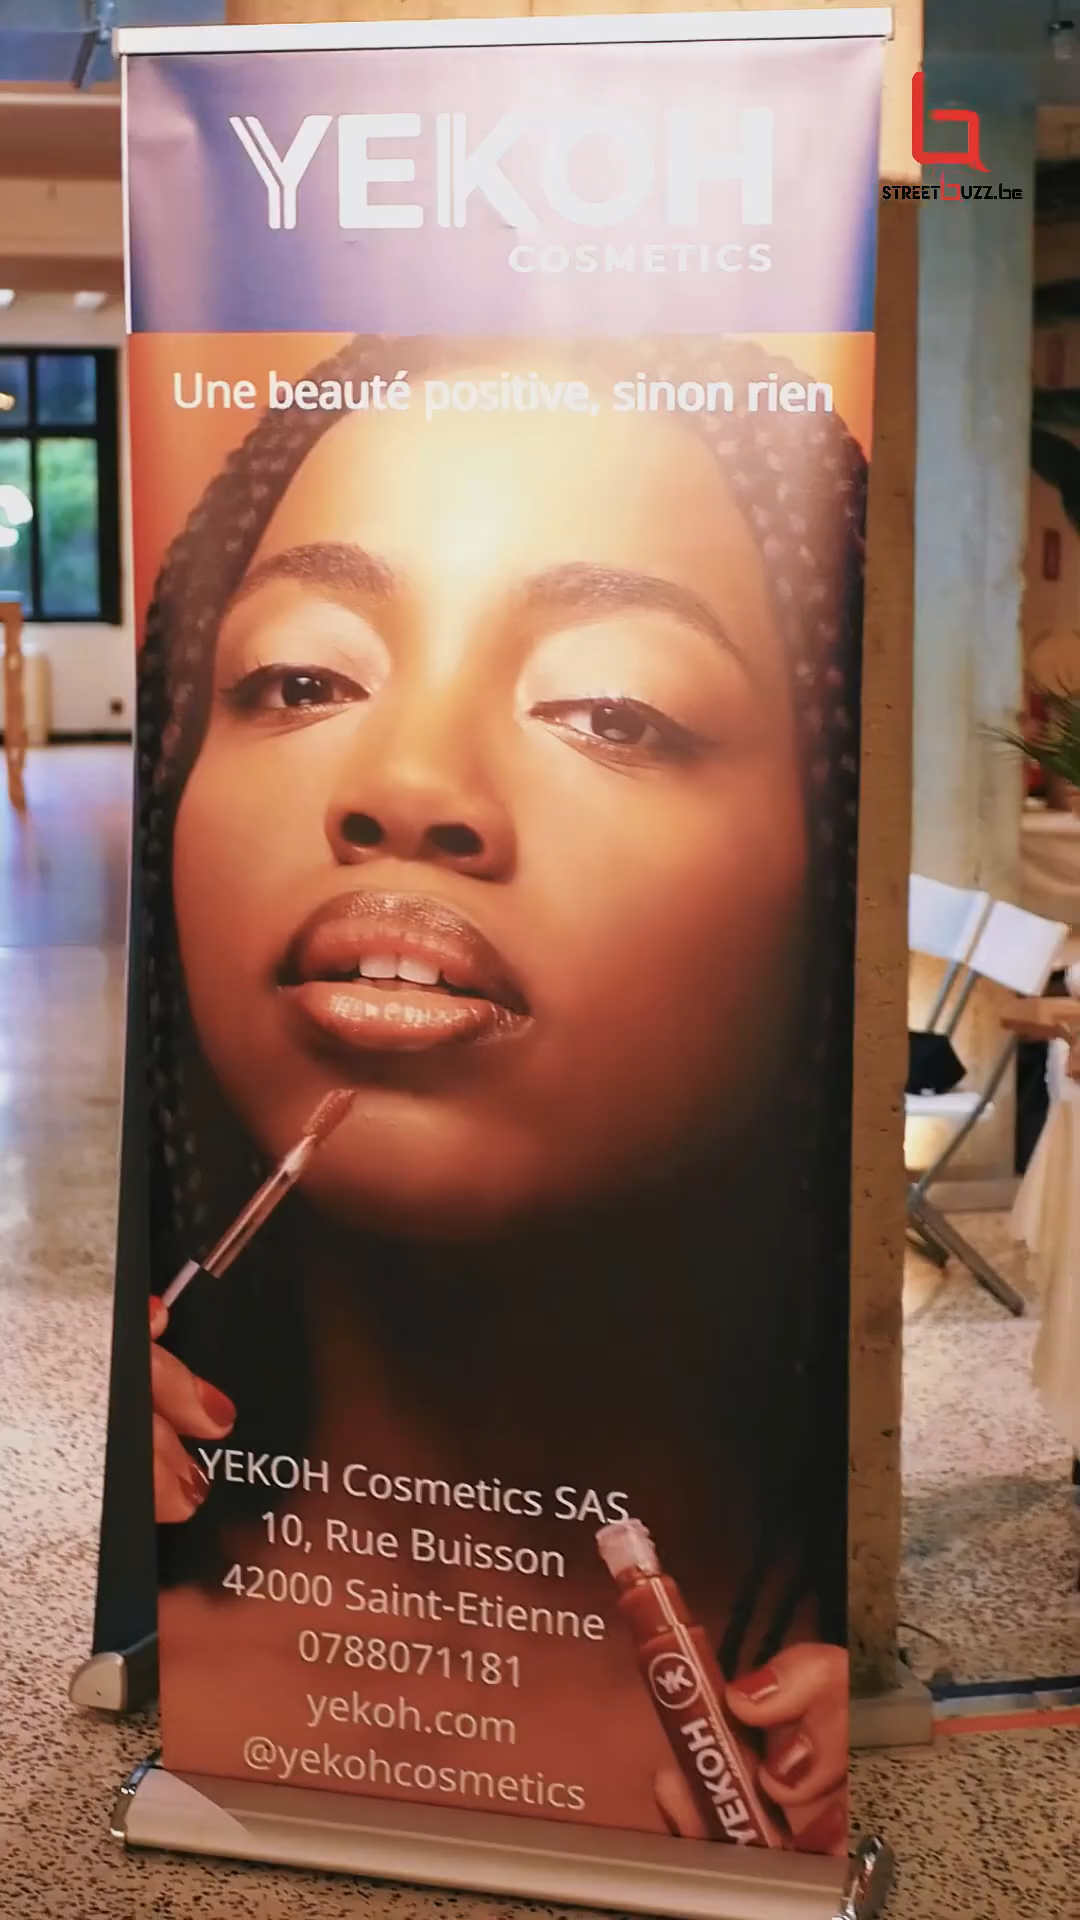 YEKOH
COSMETICS
STREETbUZZ.be
Une beauté positive, sinon rien
YEKOH Cosmetics SAS
10, Rue Buisson
42000 Saint-Etienne
0788071181
yekoh.com
@yekohcosmetics
YEKOH